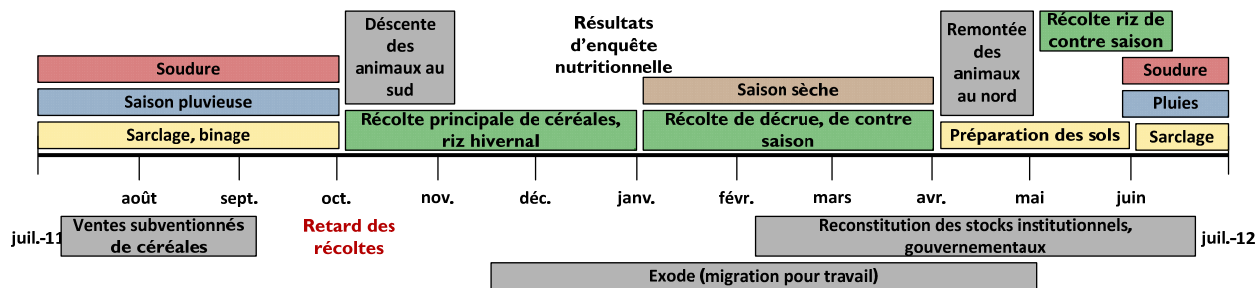 Déscente
des
animaux au
sud
Résultats
d'enquête
nutritionnelle
Remontée
des
animaux
au nord
Récolte riz de
contre saison
Soudure
Saison pluvieuse
Sarclage, binage
Récolte principale de céréales,
riz hivernal
Saison sèche
Récolte de décrue, de contre
saison
Préparation des sols
Soudure
Pluies
Sarclage
août
sept.
oct.
nov.
déc.
janv.
févr.
mars
avr.
mai
juin
juil.-11
Ventes subventionnés
de céréales
Retard des
récoltes
Reconstitution des stocks institutionnels,
gouvernementaux
juil.-12
Exode (migration pour travail)